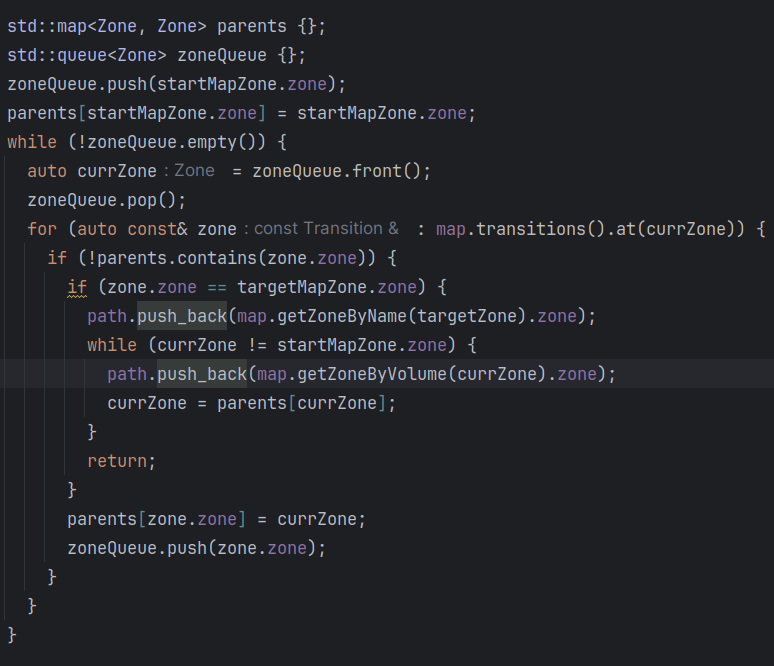 std::map<Zone, Zone> parents {};
std::queue<Zone> zoneQueue {};
zoneQueue.push(startMapZone.zone);
parents[startMapZone.zone] = startMapZone.zone;
while (!zoneQueue.empty()) {
  auto currZone : Zone = zoneQueue.front();
  zoneQueue.pop();
  for (auto const& zone : const Transition & : map.transitions().at(currZone)) {
    if (!parents.contains(zone.zone)) {
      if (zone.zone == targetMapZone.zone) {
        path.push_back(map.getZoneByName(targetZone).zone);
        while (currZone != startMapZone.zone) {
          path.push_back(map.getZoneByVolume(currZone).zone);
          currZone = parents[currZone];
        }
        return;
      }
      parents[zone.zone] = currZone;
      zoneQueue.push(zone.zone);
    }
  }
}